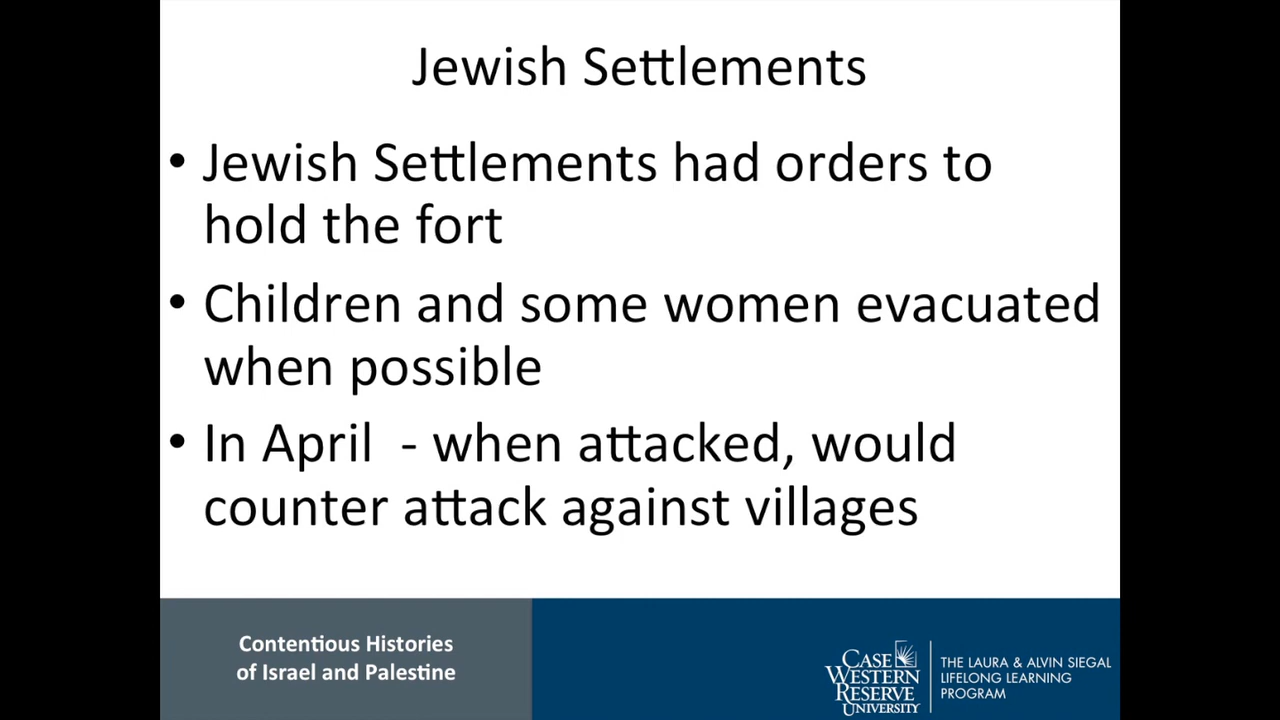 Jewish Settlements
• Jewish Settlements had orders to
hold the fort
• Children and some women evacuated
when possible
• In April - when attacked, would
counter attack against villages
Contentious Histories
of Israel and Palestine
CASE
WESTERN
RESERVE
UNIVERSITY
THE LAURA & ALVIN SIEGAL
LIFELONG LEARNING
PROGRAM